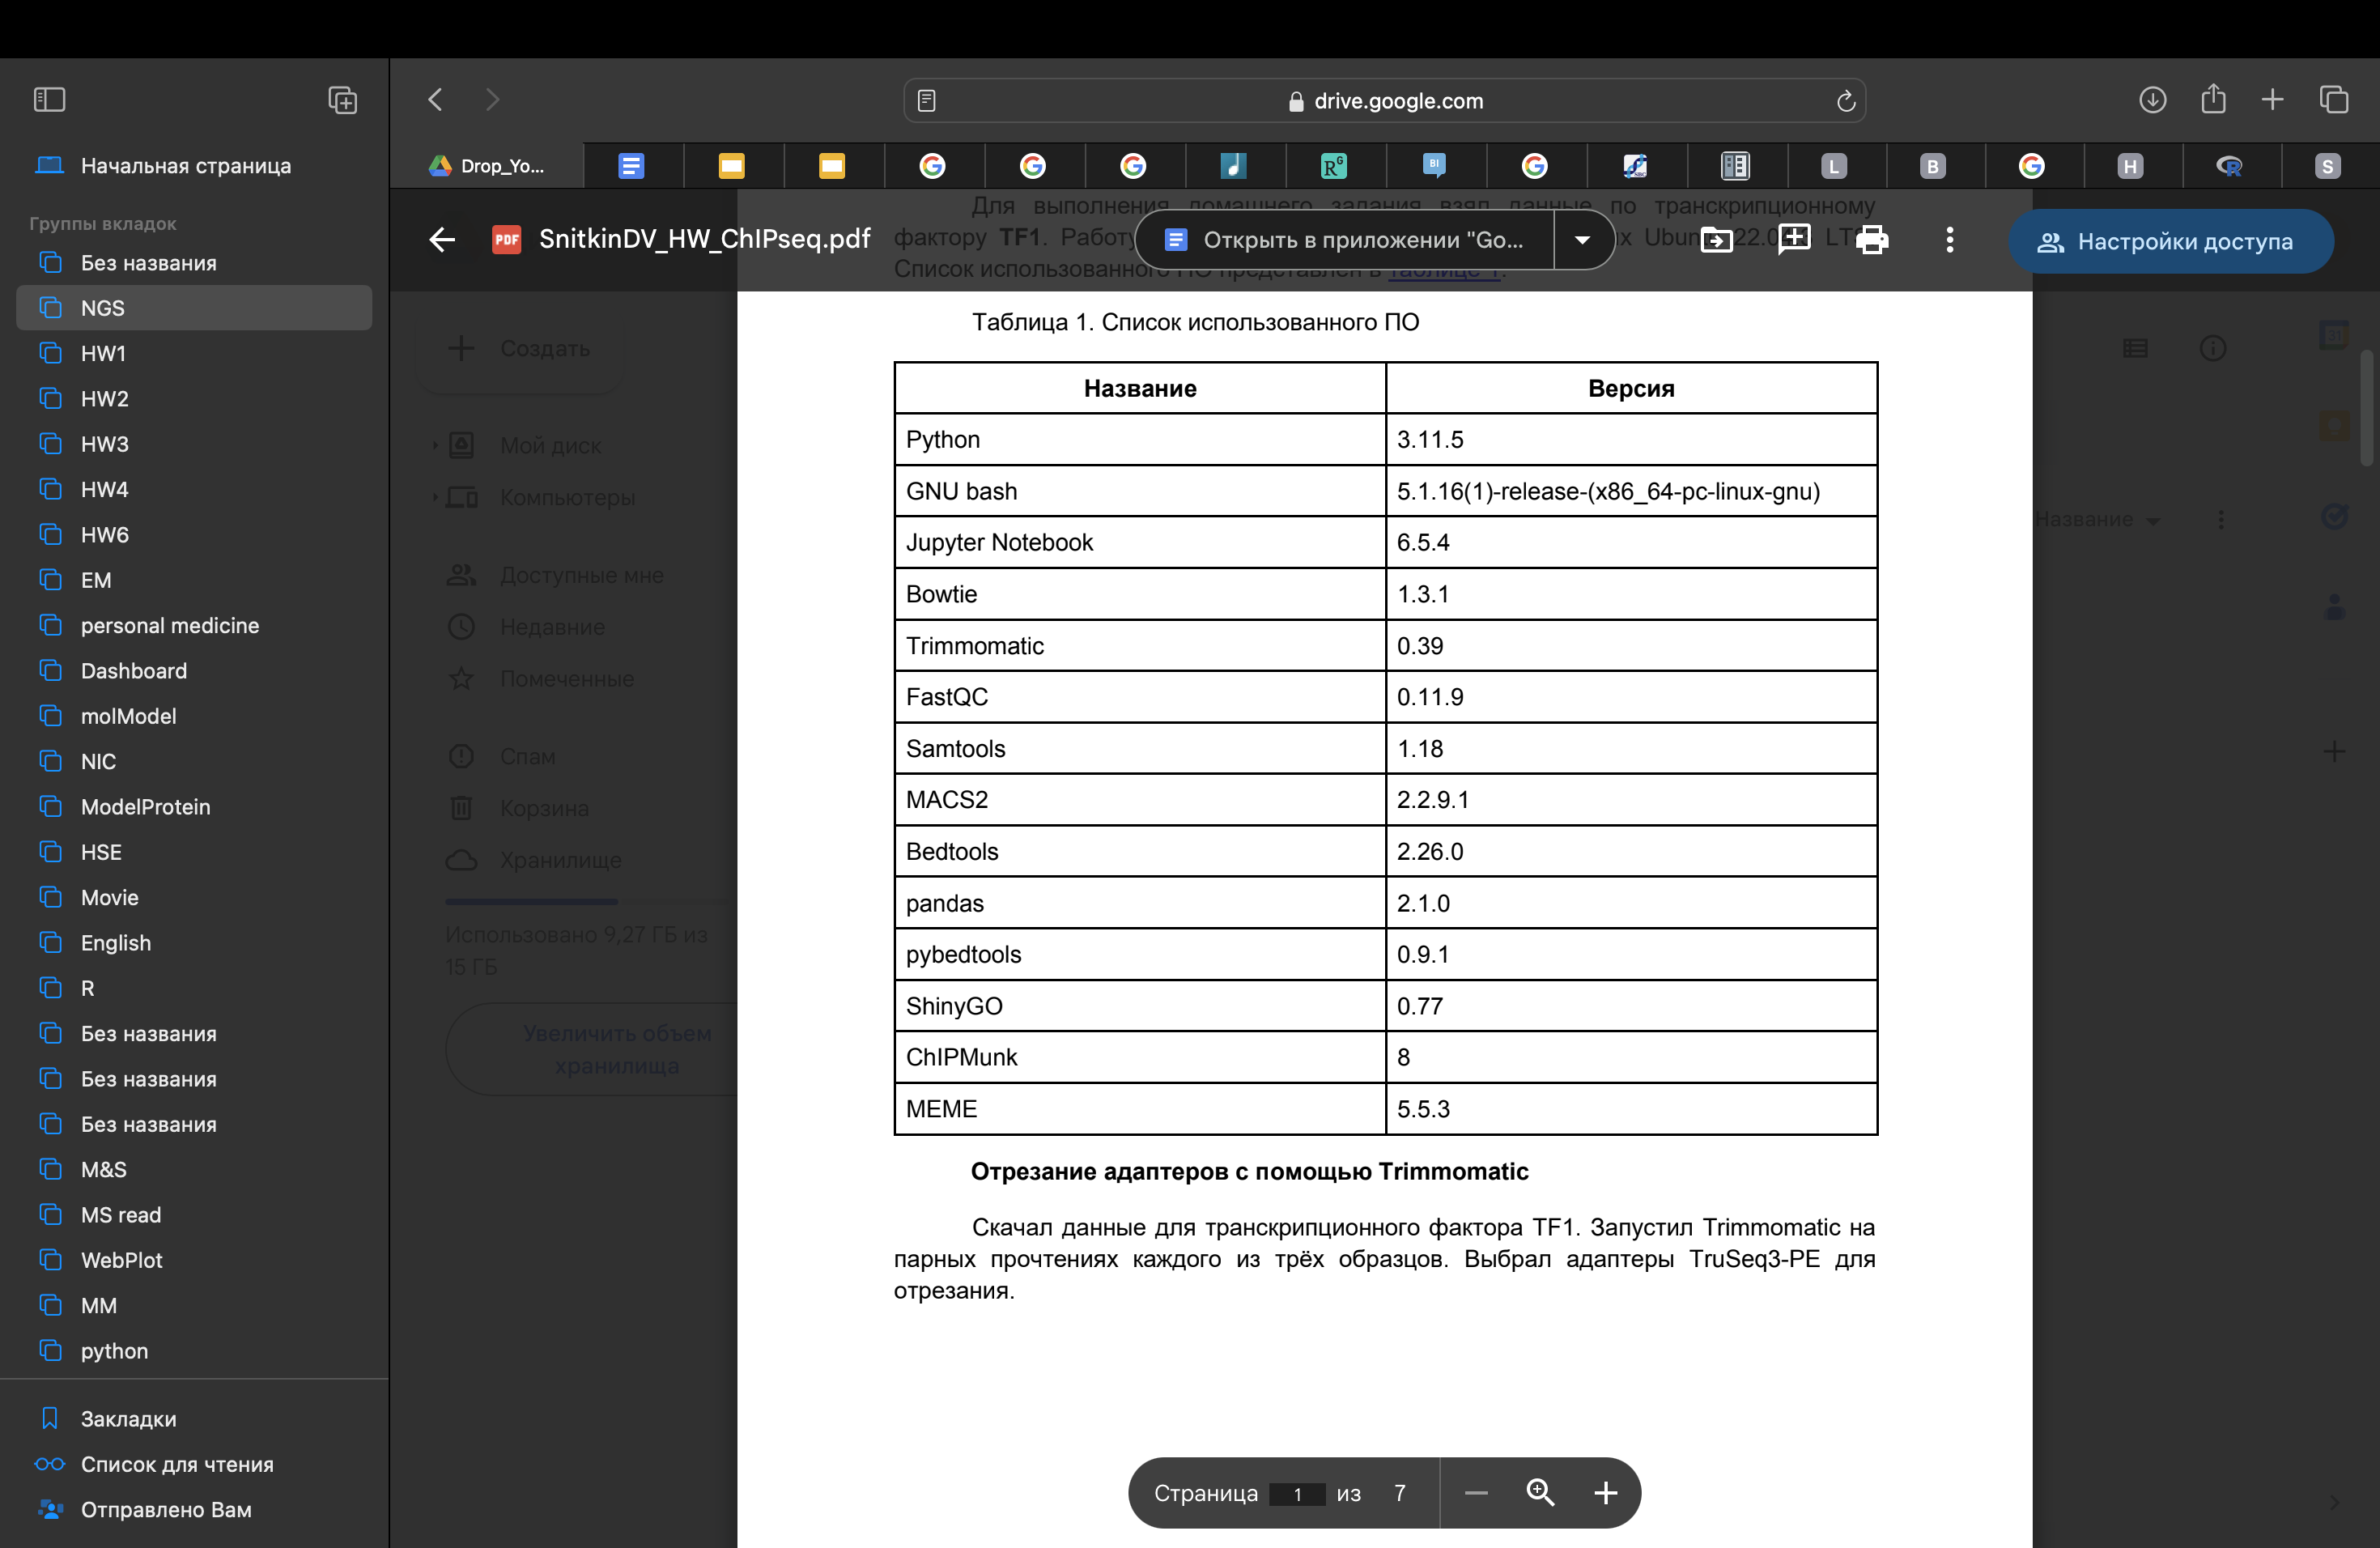 drive.google.com
Начальная страница
Drop_Yo...
Группы вкладок
Без названия
NGS
HW1
HW2
HW3
HW4
HW6
EM
personal medicine
Dashboard
molModel
NIC
ModelProtein
HSE
Movie
English
R
Без названия
Без названия
Без названия
M&S
MS read
WebPlot
MM
python
Закладки
Список для чтения
Отправлено Вам
PDF SnitkinDV_HW_ChIPseq.pdf
Открыть в приложении "Go...
Настройки доступа
Создать
Мой диск
Компьютеры
Доступные мне
Недавние
Помеченные
Спам
Корзина
Хранилище
Использовано 9,27 ГБ из
15 ГБ
Увеличить объем
хранилища
Название
Для выполнения домашнего задания взял данные по транскрипционному
фактору TF1. Работу Ubuntu 22.04
Список использованного ПО представлен в таблице 1.
Таблица 1. Список использованного ПО
Название Версия
Python 3.11.5
GNU bash 5.1.16(1)-release-(x86_64-pc-linux-gnu)
Jupyter Notebook 6.5.4
Bowtie 1.3.1
Trimmomatic 0.39
FastQC 0.11.9
Samtools 1.18
MACS2 2.2.9.1
Bedtools 2.26.0
pandas 2.1.0
pybedtools 0.9.1
ShinyGO 0.77
ChIPMunk 8
MEME 5.5.3
Отрезание адаптеров с помощью Trimmomatic
Скачал данные для транскрипционного фактора TF1. Запустил Trimmomatic на
парных прочтениях каждого из трёх образцов. Выбрал адаптеры TruSeq3-PE для
отрезания.
Страница 1 из 7